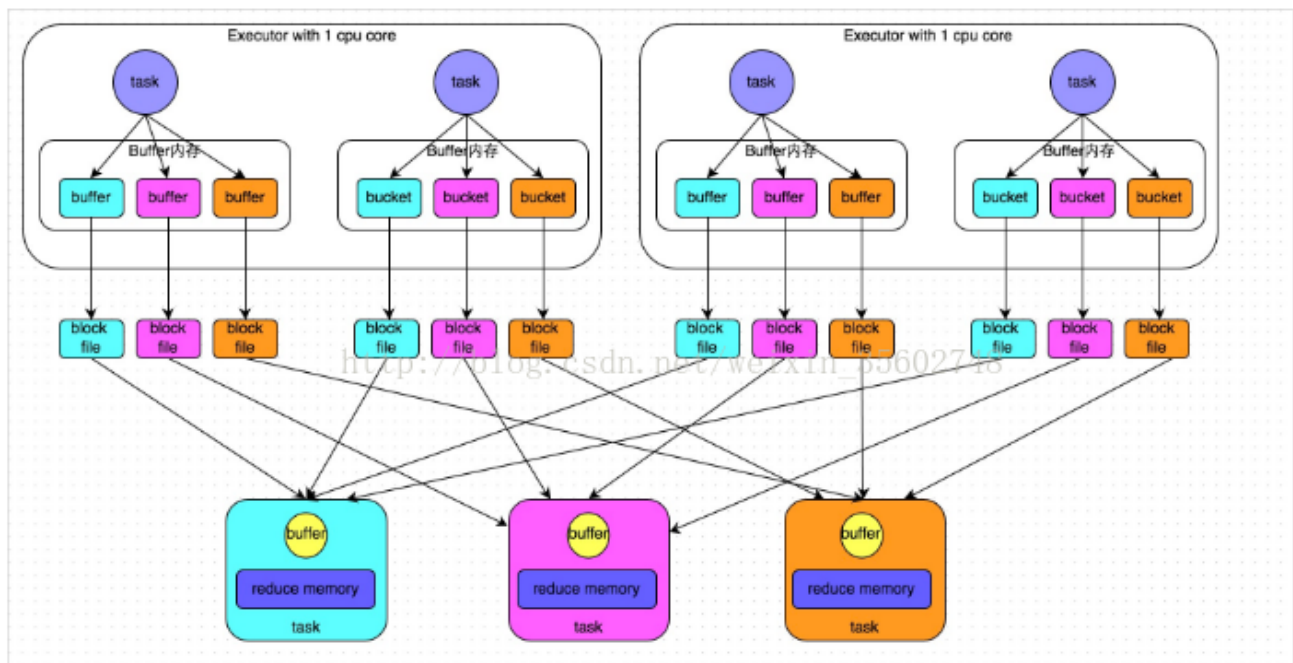 Executor with 1 cpu core
Executor with 1 cpu core
task
task
task
task
Buffer内存
Buffer内存
Buffer内存
Buffer内存
buffer
buffer
buffer
bucket
bucket
bucket
buffer
buffer
buffer
bucket
bucket
bucket
block
file
block
file
block
file
block
file
block
file
block
file
block
file
block
file
block
file
block
file
block
file
block
file
http://blog.csdn.net/weixin_35602748
buffer
reduce memory
task
buffer
reduce memory
task
buffer
reduce memory
task